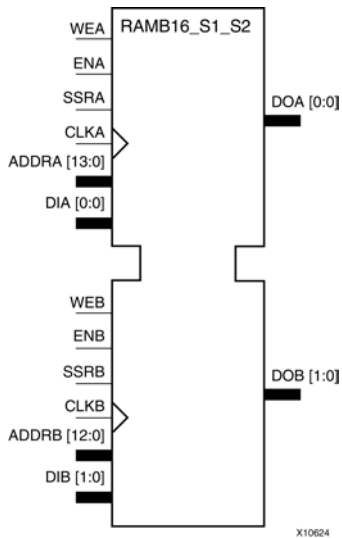 RAMB16_S1_S2
WEA
ENA
SSRA
CLKA
ADDRA [13:0]
DIA [0:0]
DOA [0:0]
WEB
ENB
SSRB
CLKB
ADDRB [12:0]
DIB [1:0]
DOB [1:0]
X10624